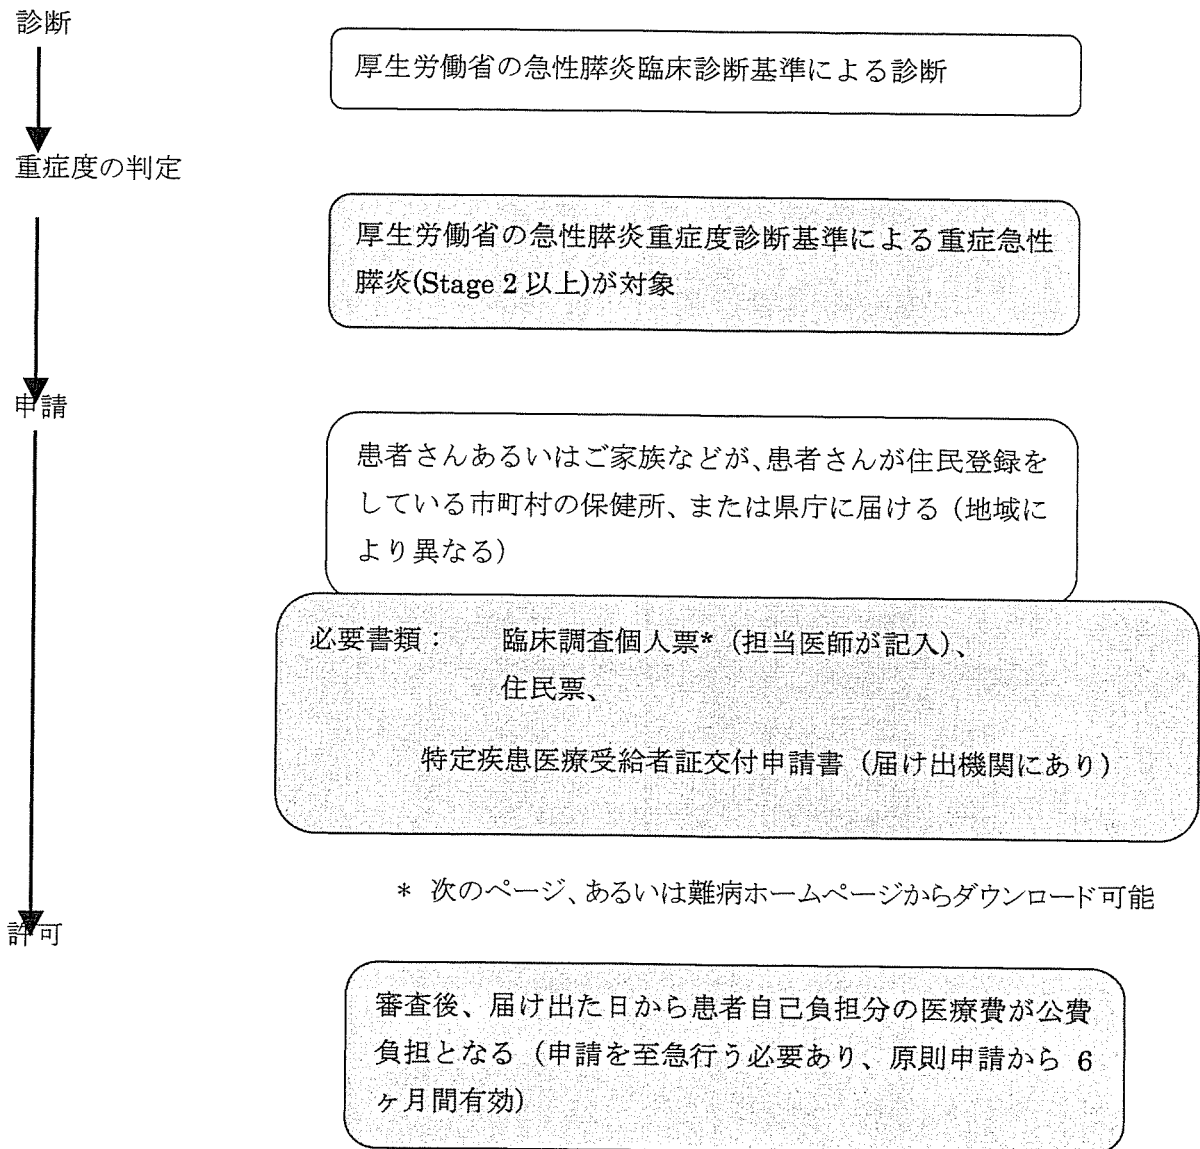 診断
厚生労働省の急性膵炎臨床診断基準による診断
重症度の判定
厚生労働省の急性膵炎重症度診断基準による重症急性
膵炎(Stage 2 以上)が対象
申請
患者さんあるいはご家族などが、患者さんが住民登録を
している市町村の保健所、または県庁に届ける（地域に
より異なる）
必要書類： 臨床調査個人票*（担当医師が記入）、
住民票、
特定疾患医療受給者証交付申請書（届け出機関にあり）
* 次のページ、あるいは難病ホームページからダウンロード可能
許可
審査後、届け出た日から患者自己負担分の医療費が公費
負担となる（申請を至急行う必要あり、原則申請から 6
ヶ月間有効）